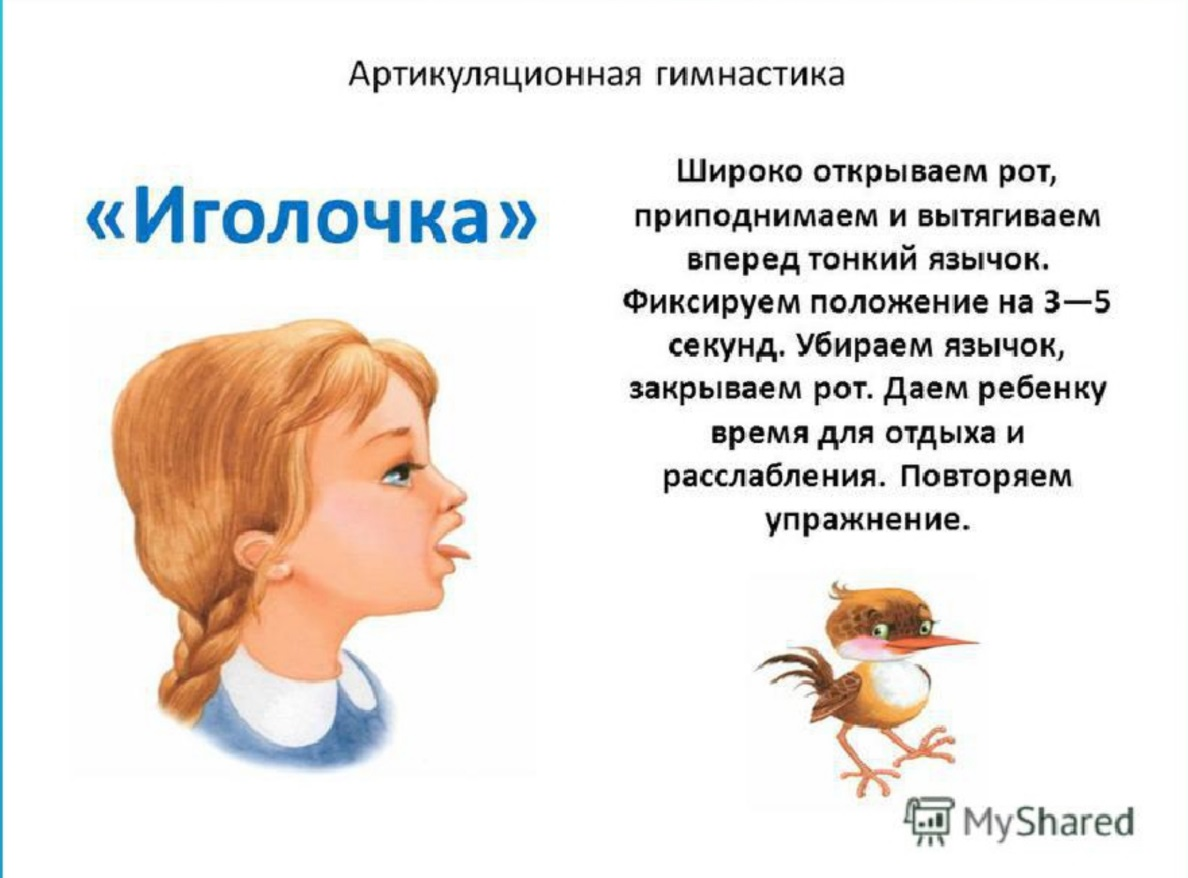 Артикуляционная гимнастика
«Иголочка»
Широко открываем рот,
приподнимаем и вытягиваем
вперед тонкий язычок.
Фиксируем положение на 3—5
секунд. Убираем язычок,
закрываем рот. Даем ребенку
время для отдыха и
расслабления. Повторяем
упражнение.
MyShared